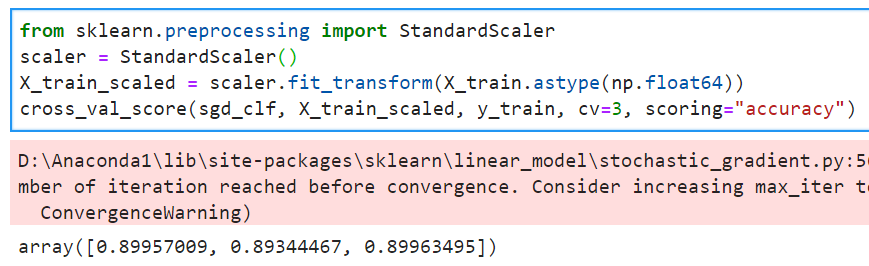 from sklearn.preprocessing import StandardScaler
scaler = StandardScaler()
X_train_scaled = scaler.fit_transform(X_train.astype(np.float64))
cross_val_score(sgd_clf, X_train_scaled, y_train, cv=3, scoring="accuracy")
D:\Anaconda1\lib\site-packages\sklearn\linear_model\stochastic_gradient.py:5
mber of iteration reached before convergence. Consider increasing max_iter t
ConvergenceWarning)
array([0.89957009, 0.89344467, 0.89963495])